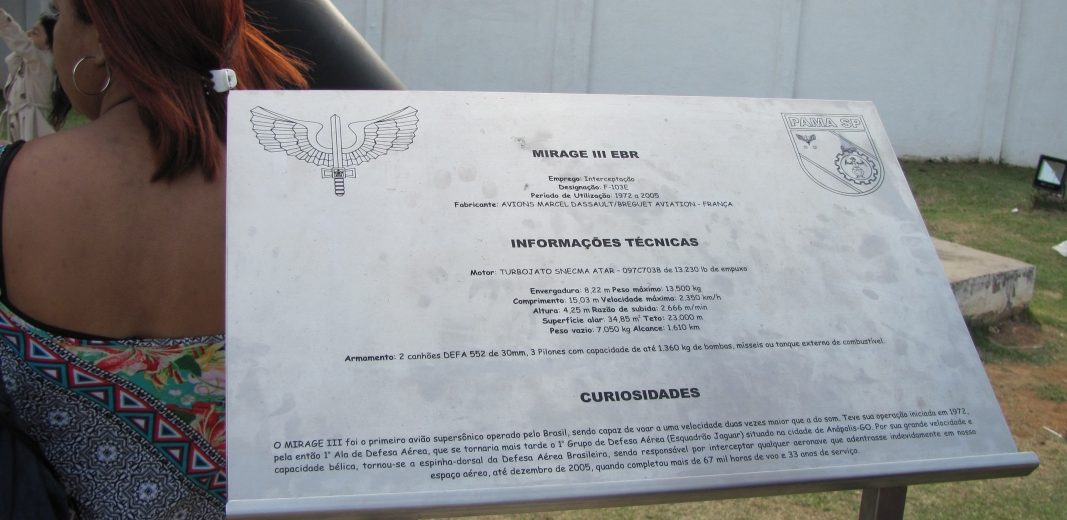 PAMA SP
MIRAGE III EBR
Emprego: Interceptação
Designação: F-103E
Período de Utilização: 1972 a 2005
Fabricante: AVIONS MARCEL DASSAULT/BREGUET AVIATION - FRANÇA
INFORMAÇÕES TÉCNICAS
Motor: TURBOJATO SNECMA ATAR - 097C7038 de 13.230 lb de empuxo
Envergadura: 8,22 m Peso máximo: 13.500 kg
Comprimento: 15,03 m Velocidade máxima: 2.350 km/h
Altura: 4,25 m Razão de subida: 2.666 m/min
Superfície alar: 34,85 m² Teto: 23.000 m
Peso vazio: 7.050 kg Alcance: 1.610 km
Armamento: 2 canhões DEFA 552 de 30mm, 3 Pilones com capacidade de até 1.360 kg de bombas, mísseis ou tanque externo de combustível.
CURIOSIDADES
O MIRAGE III foi o primeiro avião supersônico operado pelo Brasil, sendo capaz de voar a uma velocidade duas vezes maior que a do som. Teve sua operação iniciada em 1972,
pela então 1ª Ala de Defesa Aérea, que se tornaria mais tarde o 1º Grupo de Defesa Aérea (Esquadrão Jaguar) situado na cidade de Anápolis-GO. Por sua grande velocidade e
capacidade bélica, tornou-se a espinha-dorsal da Defesa Aérea Brasileira, sendo responsável por interceptar qualquer aeronave que adentrasse indevidamente em nosso
espaço aéreo, até dezembro de 2005, quando completou mais de 67 mil horas de voo e 33 anos de serviço.